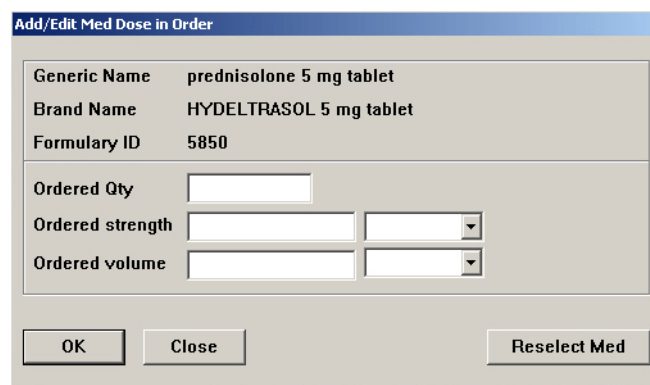 Add/Edit Med Dose in Order
Generic Name prednisolone 5 mg tablet
Brand Name HYDELTRASOL 5 mg tablet
Formulary ID 5850
Ordered Qty
Ordered strength
Ordered volume
OK Close Reselect Med